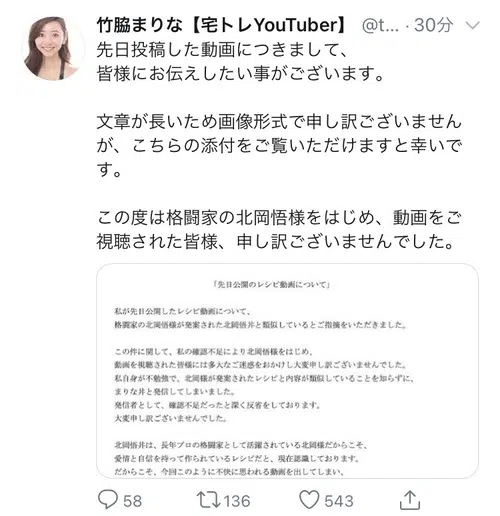 竹脇まりな【宅トレYouTuber】 @t... · 30分
先日投稿した動画につきまして、
皆様にお伝えしたい事がございます。
文章が長いため画像形式で申し訳ございません
が、こちらの添付をご覧いただけますと幸いで
す。
この度は格闘家の北岡悟様をはじめ、動画をご
視聴された皆様、申し訳ございませんでした。
「先日公開のレシピ動画について」
私が先日公開したレシピ動画について、
格闘家の北岡悟様が発案された北岡悟丼と類似しているとご指摘をいただきました。
この件に関して、私の確認不足により北岡悟様をはじめ、
動画を視聴された皆様には多大なご迷惑をおかけし大変申し訳ございませんでした。
私自身が不勉強で、北岡様が発案されたレシピと内容が類似していることを知らずに、
まりな丼と発信してしまいました。
発信者として、確認不足だったと深く反省をしております。
大変申し訳ございませんでした。
北岡悟丼は、長年プロの格闘家として活躍されている北岡様だからこそ、
愛情と自信を持って作られているレシピだと、現在認識しております。
だからこそ、今回このように不快に思われる動画を出してしまい、
58 136 543